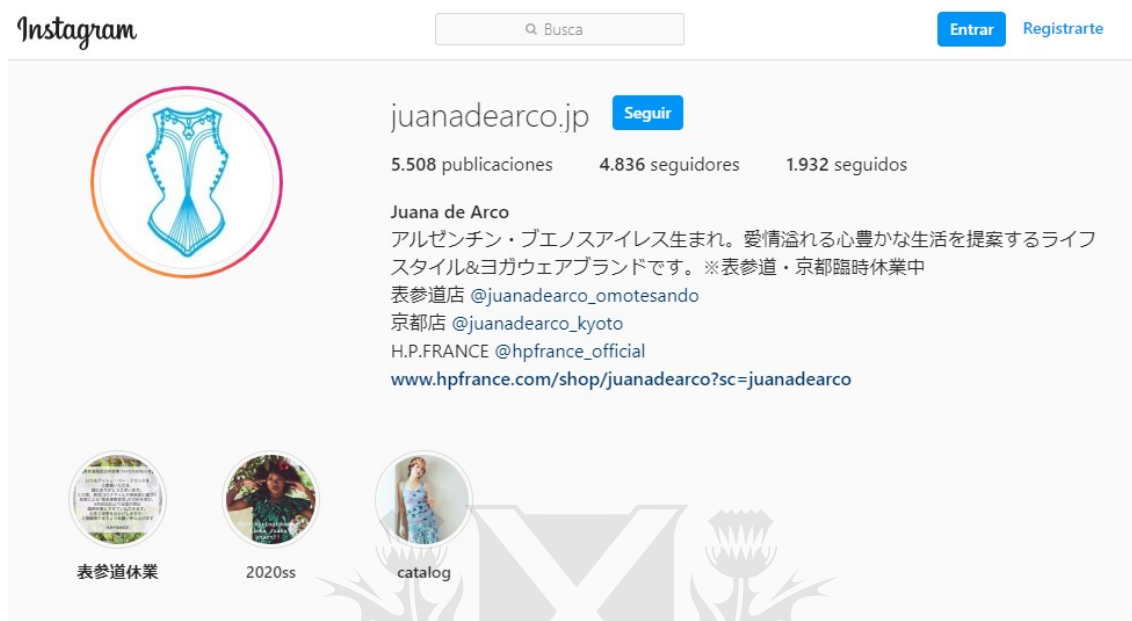 Instagram
Busca
Entrar
Registrarte
juanadearco.jp
Seguir
5.508 publicaciones 4.836 seguidores 1.932 seguidos
Juana de Arco
アルゼンチン・ブエノスアイレス生まれ。愛情溢れる心豊かな生活を提案するライフ
スタイル&ヨガウェアブランドです。※表参道・京都臨時休業中
表参道店 @juanadearco_omotesando
京都店 @juanadearco_kyoto
H.P.FRANCE @hpfrance_official
www.hpfrance.com/shop/juanadearco?sc=juanadearco
表参道休業
2020ss
catalog